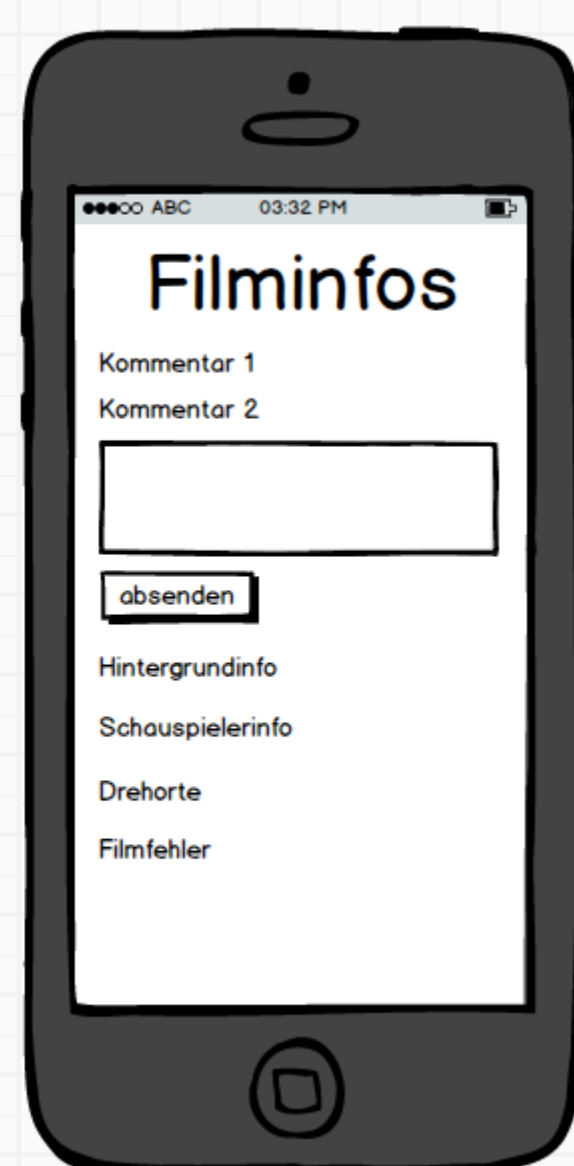 ABC 03:32 PM
Filminfos
Kommentar 1
Kommentar 2
absenden
Hintergrundinfo
Schauspielerinfo
Drehorte
Filmfehler